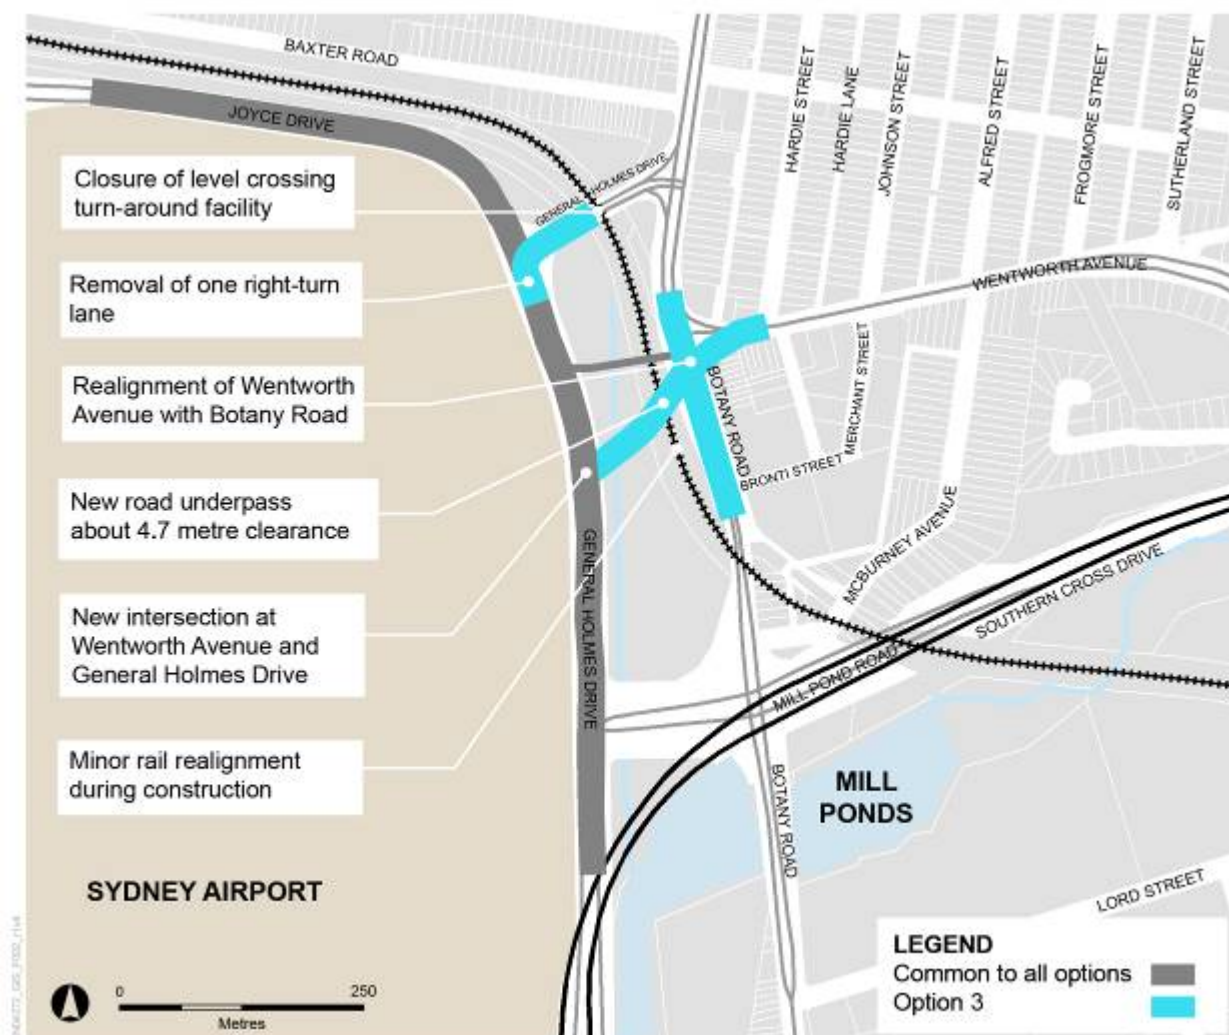 BAXTER ROAD
JOYCE DRIVE
GENERAL HOLMES DRIVE
HARDIE STREET
HARDIE LANE
JOHNSON STREET
ALFRED STREET
FROGMORE STREET
SUTHERLAND STREET
Closure of level crossing
turn-around facility
Removal of one right-turn
lane
WENTWORTH AVENUE
Realignment of Wentworth
Avenue with Botany Road
BOTANY ROAD
MERCHANT STREET
BRONTI STREET
New road underpass
about 4.7 metre clearance
MCBURNEY AVENUE
GENERAL HOLMES DRIVE
SOUTHERN CROSS DRIVE
New intersection at
Wentworth Avenue and
General Holmes Drive
MILL POND ROAD
Minor rail realignment
during construction
MILL
PONDS
BOTANY ROAD
SYDNEY AIRPORT
LORD STREET
LEGEND
Common to all options
Option 3
0 250
Metres